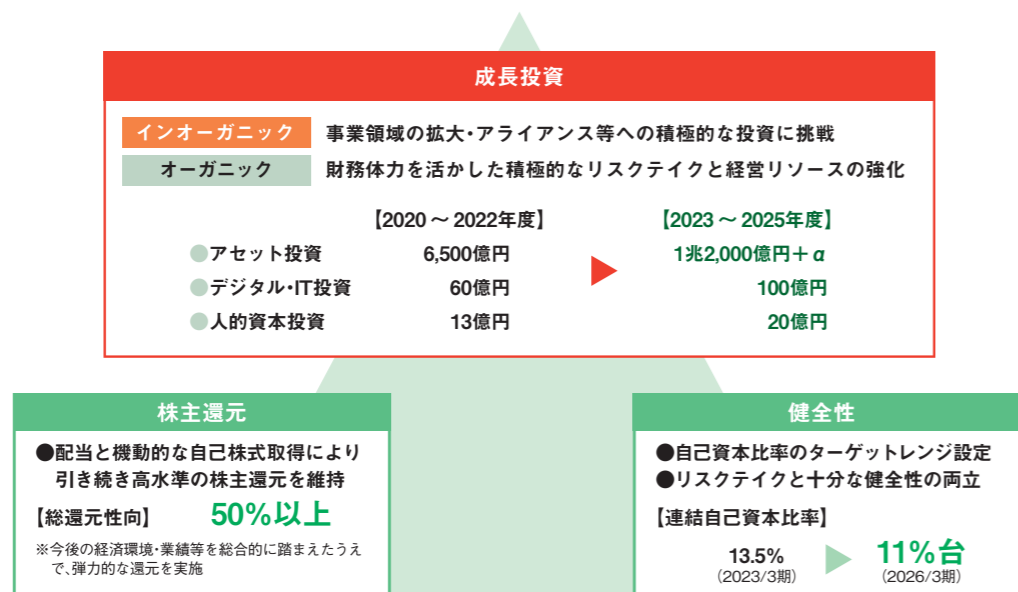 成長投資
インオーガニック 事業領域の拡大・アライアンス等への積極的な投資に挑戦
オーガニック 財務体力を活かした積極的なリスクテイクと経営リソースの強化
【2020～2022年度】 【2023～2025年度】
●アセット投資 6,500億円 ▶ 1兆2,000億円＋α
●デジタル・IT投資 60億円 100億円
●人的資本投資 13億円 20億円
株主還元
●配当と機動的な自己株式取得により
引き続き高水準の株主還元を維持
【総還元性向】 50%以上
※今後の経済環境・業績等を総合的に踏まえたうえ
で、弾力的な還元を実施
健全性
●自己資本比率のターゲットレンジ設定
●リスクテイクと十分な健全性の両立
【連結自己資本比率】
13.5% ▶ 11%台
（2023/3期） （2026/3期）